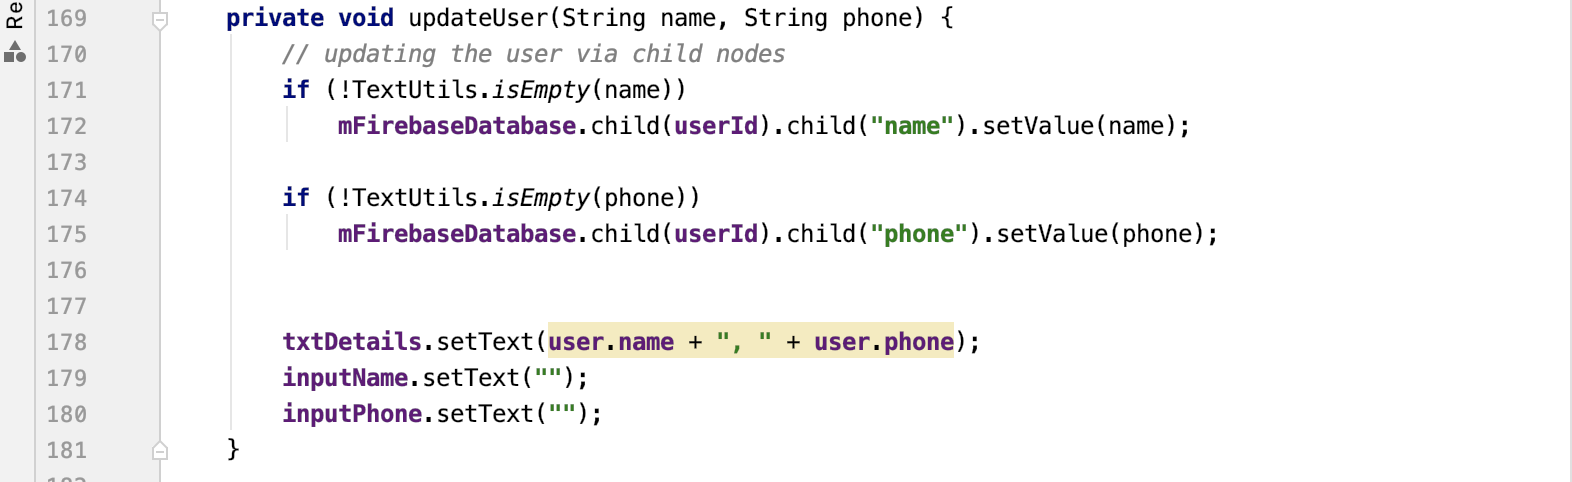 Re
169 private void updateUser(String name, String phone) {
170 // updating the user via child nodes
171 if (!TextUtils.isEmpty(name))
172 mFirebaseDatabase.child(userId).child("name").setValue(name);
173
174 if (!TextUtils.isEmpty(phone))
175 mFirebaseDatabase.child(userId).child("phone").setValue(phone);
176
177
178 txtDetails.setText(user.name + ", " + user.phone);
179 inputName.setText("");
180 inputPhone.setText("");
181 }